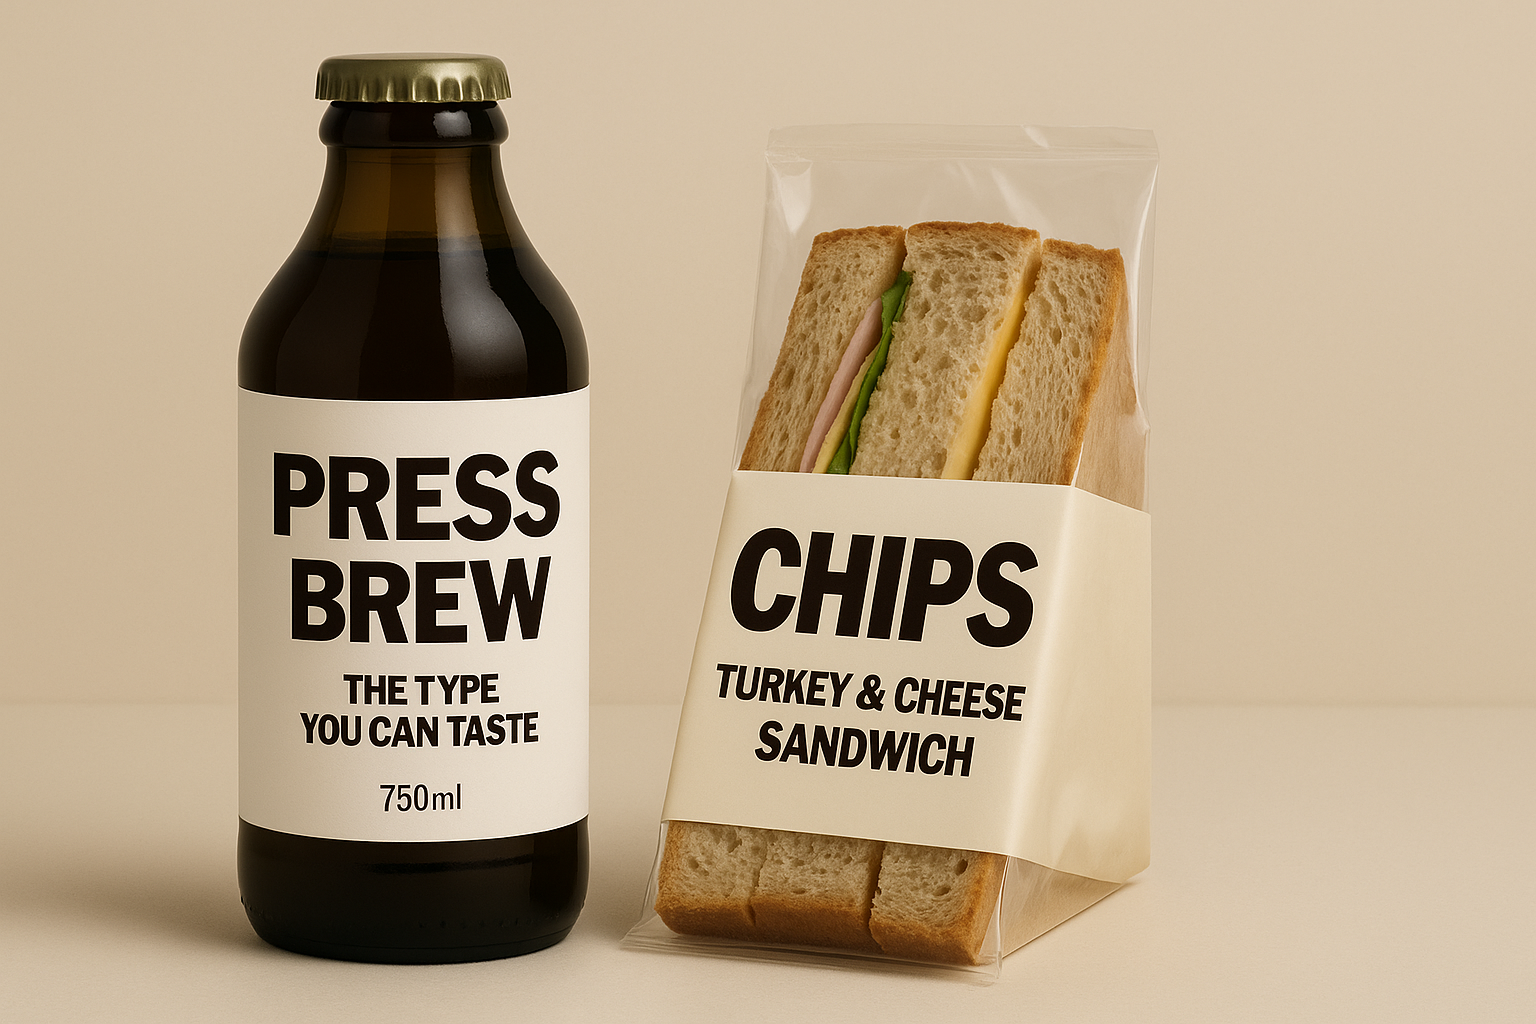 PRESS
BREW
THE TYPE
YOU CAN TASTE
750ml
CHIPS
TURKEY & CHEESE
SANDWICH